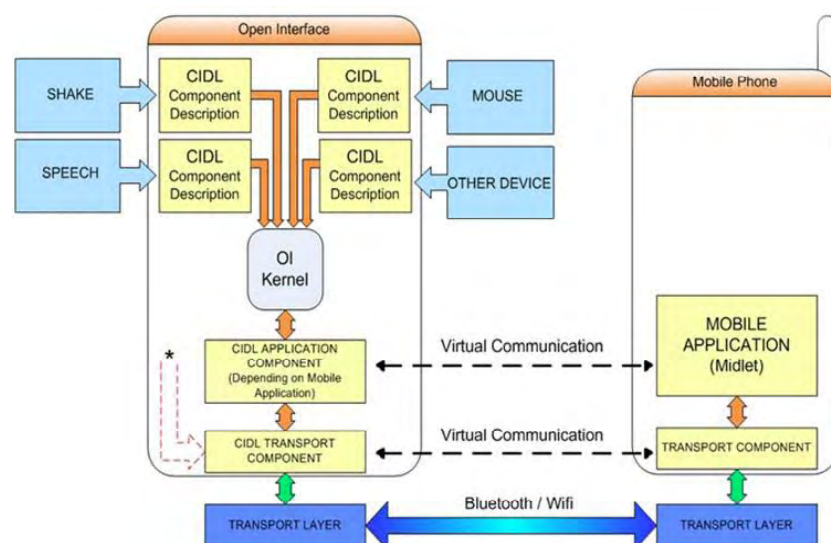 Open Interface
Mobile Phone
SHAKE
CIDL
Component
Description
CIDL
Component
Description
MOUSE
SPEECH
CIDL
Component
Description
CIDL
Component
Description
OTHER DEVICE
OI
Kernel
*
CIDL APPLICATION
COMPONENT
(Depending on Mobile
Application)
Virtual Communication
MOBILE
APPLICATION
(Midlet)
CIDL TRANSPORT
COMPONENT
Virtual Communication
TRANSPORT COMPONENT
TRANSPORT LAYER
Bluetooth / Wifi
TRANSPORT LAYER